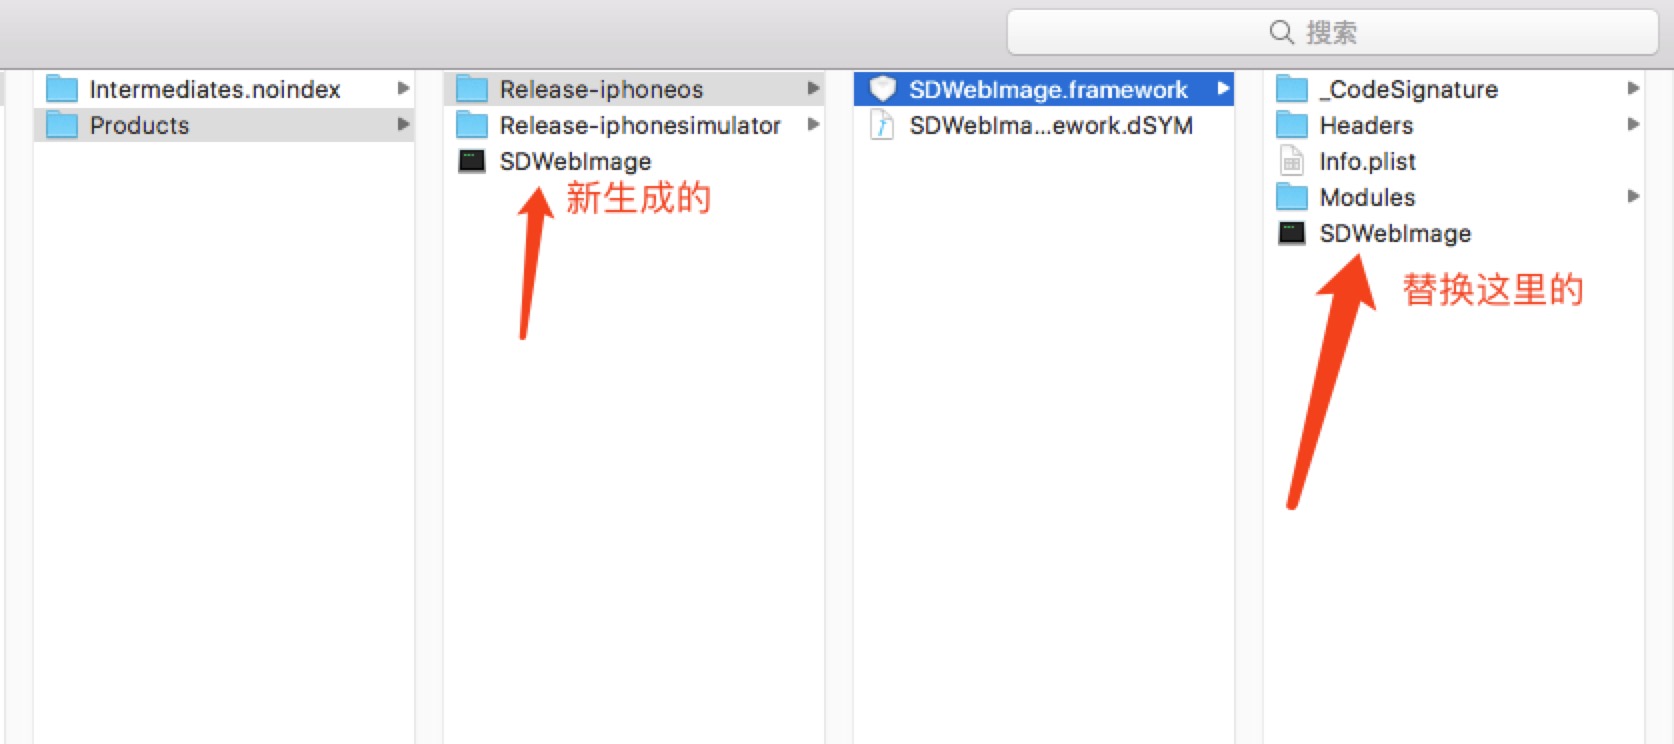 搜索
Intermediates.noindex
Products
Release-iphoneos
Release-iphonesimulator
SDWebImage
新生成的
SDWebImage.framework
SDWebIma...ework.dSYM
_CodeSignature
Headers
Info.plist
Modules
SDWebImage
替换这里的